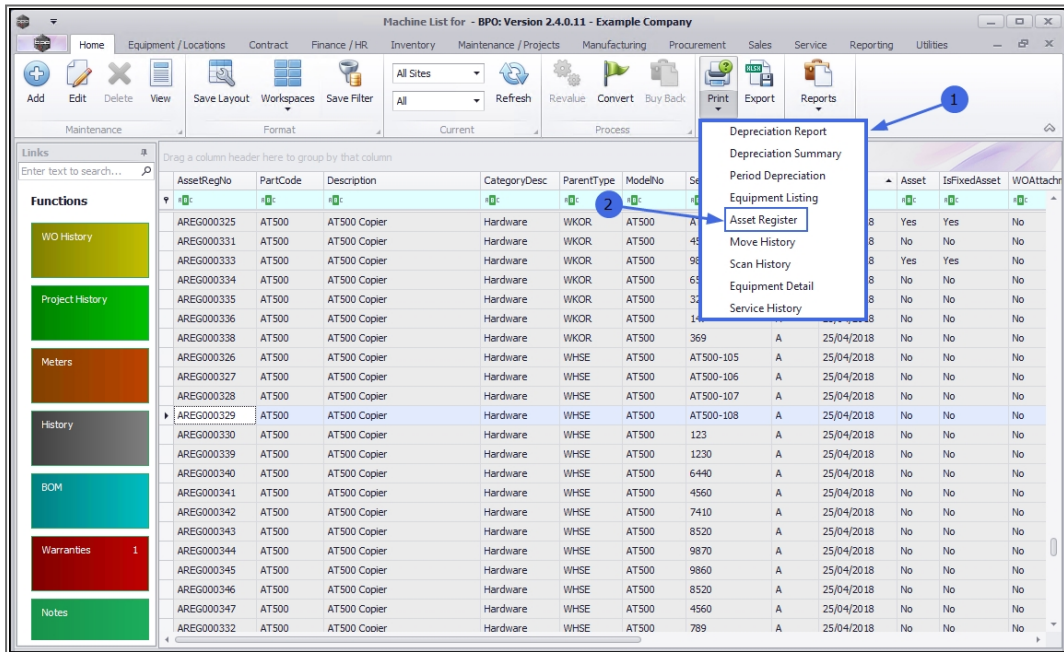 Machine List for - BPO: Version 2.4.0.11 - Example Company
BPO Home Equipment / Locations Contract Finance / HR Inventory Maintenance / Projects Manufacturing Procurement Sales Service Reporting Utilities
All Sites
Add Edit Delete View Save Layout Workspaces Save Filter All Refresh Revalue Convert Buy Back Print Export Reports
Maintenance Format Current Process
1
Depreciation Report
Depreciation Summary
Period Depreciation
Equipment Listing
2
Asset Register
Move History
Scan History
Equipment Detail
Service History
Links
Enter text to search...
Functions
WO History
Project History
Meters
History
BOM
Warranties 1
Notes
Drag a column header here to group by that column
AssetRegNo PartCode Description CategoryDesc ParentType ModelNo Se Asset IsFixedAsset WOAttachm
AREG000325 AT500 AT500 Copier Hardware WKOR AT500 Yes Yes No
AREG000331 AT500 AT500 Copier Hardware WKOR AT500 No No No
AREG000333 AT500 AT500 Copier Hardware WKOR AT500 Yes Yes No
AREG000334 AT500 AT500 Copier Hardware WKOR AT500 No No No
AREG000335 AT500 AT500 Copier Hardware WKOR AT500 No No No
AREG000336 AT500 AT500 Copier Hardware WKOR AT500 No No No
AREG000338 AT500 AT500 Copier Hardware WKOR AT500 369 A 25/04/2018 No No No
AREG000326 AT500 AT500 Copier Hardware WHSE AT500 AT500-105 A 25/04/2018 No No No
AREG000327 AT500 AT500 Copier Hardware WHSE AT500 AT500-106 A 25/04/2018 No No No
AREG000328 AT500 AT500 Copier Hardware WHSE AT500 AT500-107 A 25/04/2018 No No No
AREG000329 AT500 AT500 Copier Hardware WHSE AT500 AT500-108 A 25/04/2018 No No No
AREG000330 AT500 AT500 Copier Hardware WHSE AT500 123 A 25/04/2018 No No No
AREG000339 AT500 AT500 Copier Hardware WHSE AT500 1230 A 25/04/2018 No No No
AREG000340 AT500 AT500 Copier Hardware WHSE AT500 6440 A 25/04/2018 No No No
AREG000341 AT500 AT500 Copier Hardware WHSE AT500 4560 A 25/04/2018 No No No
AREG000342 AT500 AT500 Copier Hardware WHSE AT500 7410 A 25/04/2018 No No No
AREG000343 AT500 AT500 Copier Hardware WHSE AT500 8520 A 25/04/2018 No No No
AREG000344 AT500 AT500 Copier Hardware WHSE AT500 9870 A 25/04/2018 No No No
AREG000345 AT500 AT500 Copier Hardware WHSE AT500 9860 A 25/04/2018 No No No
AREG000346 AT500 AT500 Copier Hardware WHSE AT500 8520 A 25/04/2018 No No No
AREG000347 AT500 AT500 Copier Hardware WHSE AT500 4560 A 25/04/2018 No No No
AREG000332 AT500 AT500 Copier Hardware WHSE AT500 789 A 25/04/2018 No No No